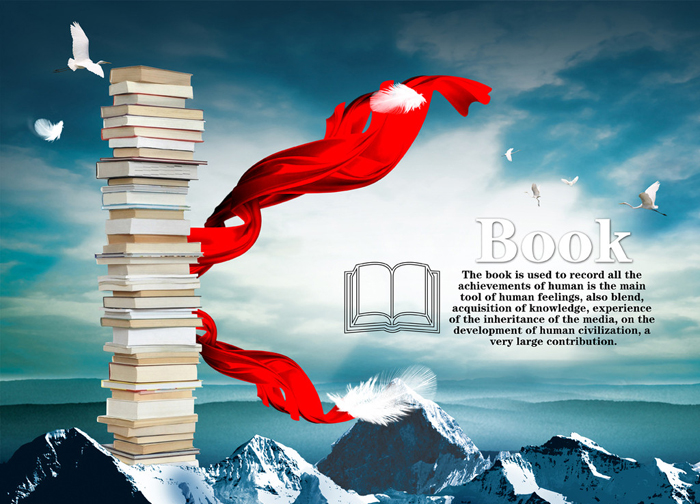 Book
The book is used to record all the
achievements of human is the main
tool of human feelings, also blend,
acquisition of knowledge, experience
of the inheritance of the media, on the
development of human civilization, a
very large contribution.